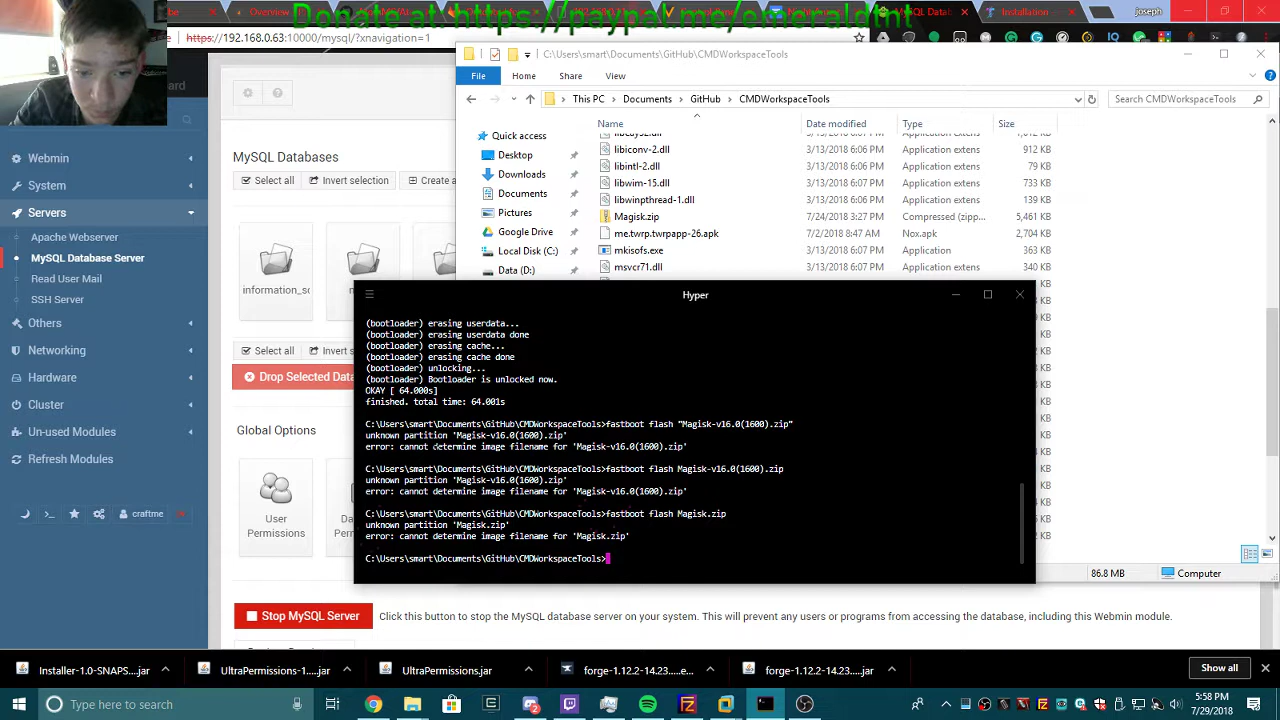 Overview
MySQL Datab
Installation
joseph
https://192.168.0.63:10000/mysql/?xnavigation=1
C:\Users\smart\Documents\GitHub\CMDWorkspaceTools
File
Home
Share
View
This PC
Documents
GitHub
CMDWorkspaceTools
Search CMDWorkspaceTools
Name
Date modified
Type
Size
Quick access
Desktop
Downloads
Documents
Pictures
Google Drive
Local Disk (C:)
Data (D:)
libiconv-2.dll 3/13/2018 6:06 PM Application extens 912 KB
libintl-2.dll 3/13/2018 6:06 PM Application extens 79 KB
libwim-15.dll 3/13/2018 6:07 PM Application extens 733 KB
libwinpthread-1.dll 3/13/2018 6:06 PM Application extens 139 KB
Magisk.zip 7/24/2018 3:27 PM Compressed (zipp... 5,461 KB
me.twrp.twrpapp-26.apk 7/2/2018 8:47 AM Nox.apk 2,704 KB
mkisofs.exe 3/13/2018 6:07 PM Application 363 KB
msvcr71.dll 3/13/2018 6:07 PM Application extens 340 KB
86.8 MB
Computer
Webmin
System
Servers
Apache Webserver
MySQL Database Server
Read User Mail
SSH Server
Others
Networking
Hardware
Cluster
Un-used Modules
Refresh Modules
craftme
MySQL Databases
Select all
Invert selection
Create a
information_sc
Select all
Invert s
Drop Selected Data
Global Options
User
Permissions
Stop MySQL Server
Click this button to stop the MySQL database server on your system. This will prevent any users or programs from accessing the database, including this Webmin module.
Hyper
(bootloader) erasing userdata...
(bootloader) erasing userdata done
(bootloader) erasing cache...
(bootloader) erasing cache done
(bootloader) unlocking...
(bootloader) Bootloader is unlocked now.
OKAY [ 64.000s]
finished. total time: 64.001s
C:\Users\smart\Documents\GitHub\CMDWorkspaceTools>fastboot flash "Magisk-v16.0(1600).zip"
unknown partition 'Magisk-v16.0(1600).zip'
error: cannot determine image filename for 'Magisk-v16.0(1600).zip'
C:\Users\smart\Documents\GitHub\CMDWorkspaceTools>fastboot flash Magisk-v16.0(1600).zip
unknown partition 'Magisk-v16.0(1600).zip'
error: cannot determine image filename for 'Magisk-v16.0(1600).zip'
C:\Users\smart\Documents\GitHub\CMDWorkspaceTools>fastboot flash Magisk.zip
unknown partition 'Magisk.zip'
error: cannot determine image filename for 'Magisk.zip'
C:\Users\smart\Documents\GitHub\CMDWorkspaceTools>
Installer-1.0-SNAPS....jar
UltraPermissions-1....jar
UltraPermissions.jar
forge-1.12.2-14.23....e...
forge-1.12.2-14.23....jar
Show all
Type here to search
5:58 PM
7/29/2018